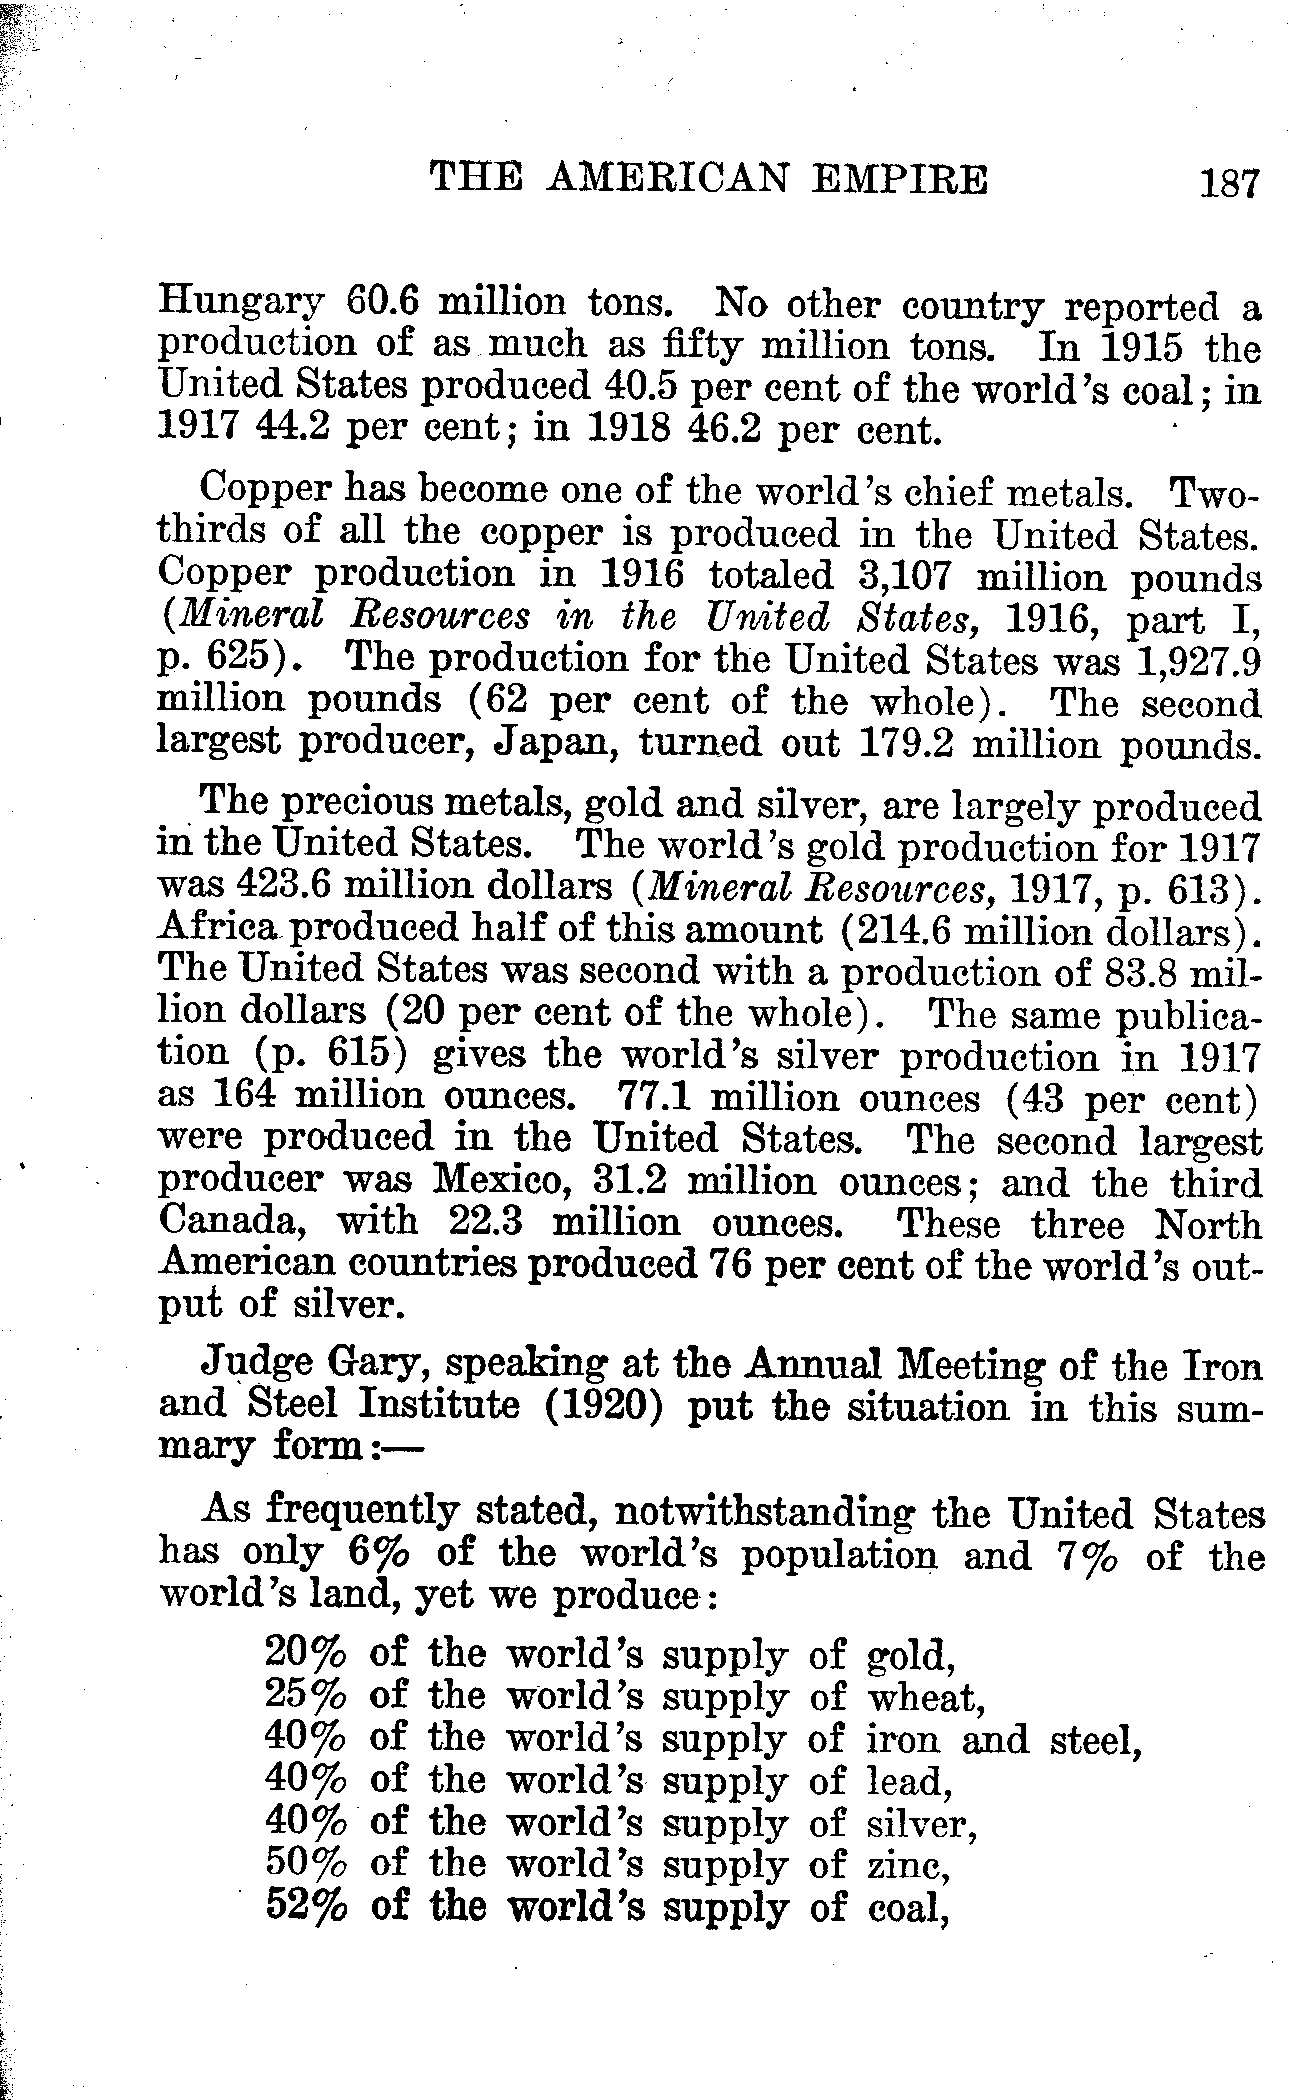 THE AMERICAN EMPIRE 187
Hungary 60.6 million tons. No other country reported a
production of as much as fifty million tons. In 1915 the
United States produced 40.5 per cent of the world's coal; in
1917 44.2 per cent; in 1918 46.2 per cent.
Copper has become one of the world's chief metals. Two-
thirds of all the copper is produced in the United States.
Copper production in 1916 totaled 3,107 million pounds
(Mineral Resources in the United States, 1916, part I,
p. 625). The production for the United States was 1,927.9
million pounds (62 per cent of the whole). The second
largest producer, Japan, turned out 179.2 million pounds.
The precious metals, gold and silver, are largely produced
in the United States. The world's gold production for 1917
was 423.6 million dollars (Mineral Resources, 1917, p. 613).
Africa produced half of this amount (214.6 million dollars).
The United States was second with a production of 83.8 mil-
lion dollars (20 per cent of the whole). The same publica-
tion (p. 615) gives the world's silver production in 1917
as 164 million ounces. 77.1 million ounces (43 per cent)
were produced in the United States. The second largest
producer was Mexico, 31.2 million ounces; and the third
Canada, with 22.3 million ounces. These three North
American countries produced 76 per cent of the world's out-
put of silver.
Judge Gary, speaking at the Annual Meeting of the Iron
and Steel Institute (1920) put the situation in this sum-
mary form:—
As frequently stated, notwithstanding the United States
has only 6% of the world's population and 7% of the
world's land, yet we produce:
20% of the world's supply of gold,
25% of the world's supply of wheat,
40% of the world's supply of iron and steel,
40% of the world's supply of lead,
40% of the world's supply of silver,
50% of the world's supply of zinc,
52% of the world's supply of coal,